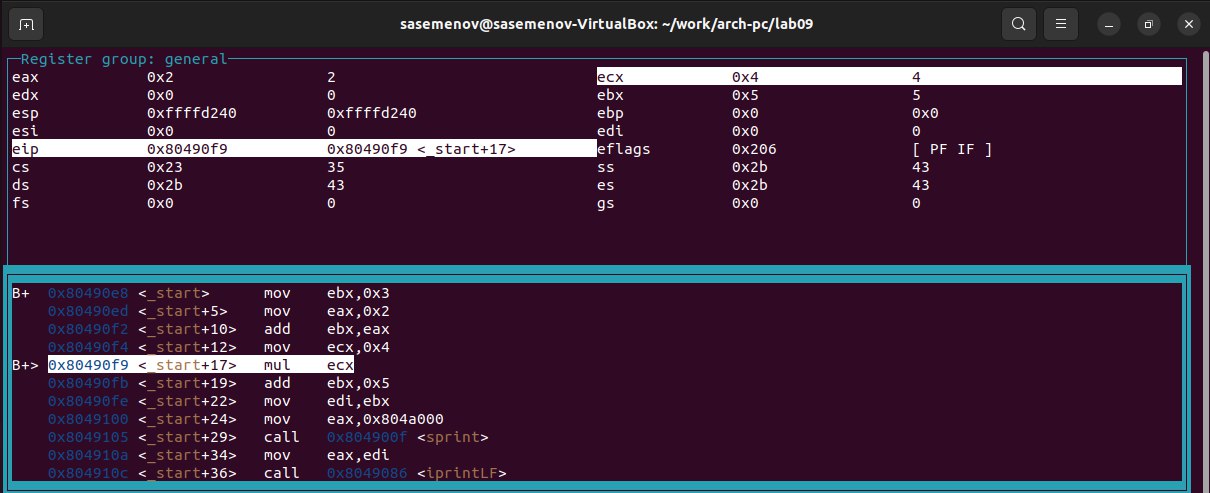 sasemenov@sasemenov-VirtualBox: ~/work/arch-pc/lab09
Register group: general
eax 0x2 2 ecx 0x4 4
edx 0x0 0 ebx 0x5 5
esp 0xffffd240 0xffffd240 ebp 0x0 0x0
esi 0x0 0 edi 0x0 0
eip 0x80490f9 0x80490f9 <_start+17> eflags 0x206 [ PF IF ]
cs 0x23 35 ss 0x2b 43
ds 0x2b 43 es 0x2b 43
fs 0x0 0 gs 0x0 0
B+ 0x80490e8 <_start> mov ebx,0x3
0x80490ed <_start+5> mov eax,0x2
0x80490f2 <_start+10> add ebx,eax
0x80490f4 <_start+12> mov ecx,0x4
B+> 0x80490f9 <_start+17> mul ecx
0x80490fb <_start+19> add ebx,0x5
0x80490fe <_start+22> mov edi,ebx
0x8049100 <_start+24> mov eax,0x804a000
0x8049105 <_start+29> call 0x804900f <sprint>
0x804910a <_start+34> mov eax,edi
0x804910c <_start+36> call 0x8049086 <iprintLF>